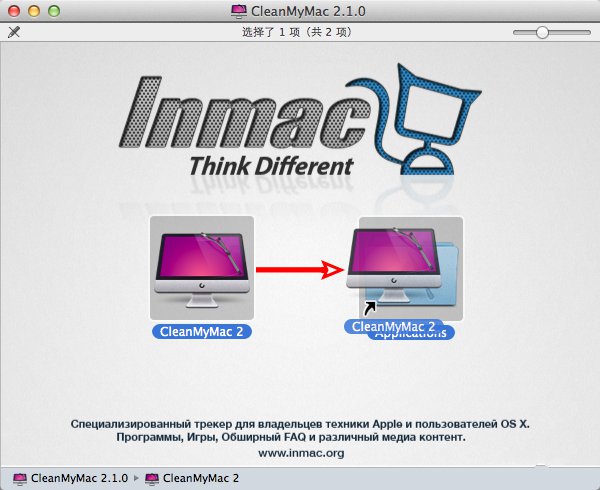 CleanMyMac 2.1.0
选择了 1 项（共 2 项）
Inmac
Think Different
CleanMyMac 2
CleanMyMac 2
Applications
Специализированный трекер для владельцев техники Apple и пользователей OS X.
Программы, Игры, Обширный FAQ и различный медиа контент.
www.inmac.org
CleanMyMac 2.1.0 ▸ CleanMyMac 2